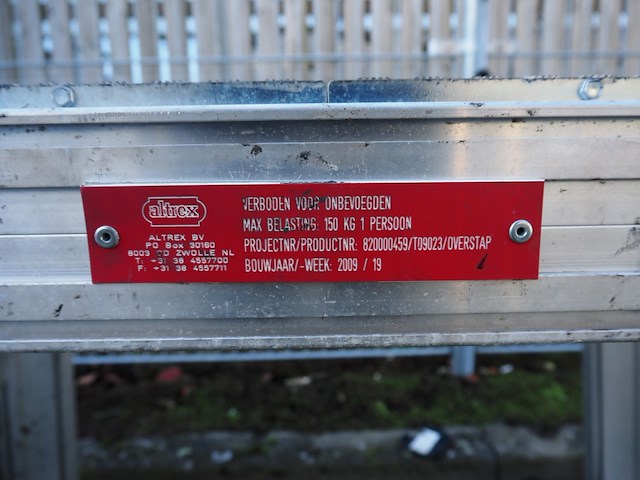 altrex
ALTREX BV
PO Box 30160
8003 CD ZWOLLE NL
T: +31 38 4557700
F: +31 38 4557711
VERBODEN VOOR ONBEVOEGDEN
MAX BELASTING: 150 KG 1 PERSOON
PROJECTNR/PRODUCTNR: 820000459/T09023/OVERSTAP
BOUWJAAR/-WEEK: 2009 / 19